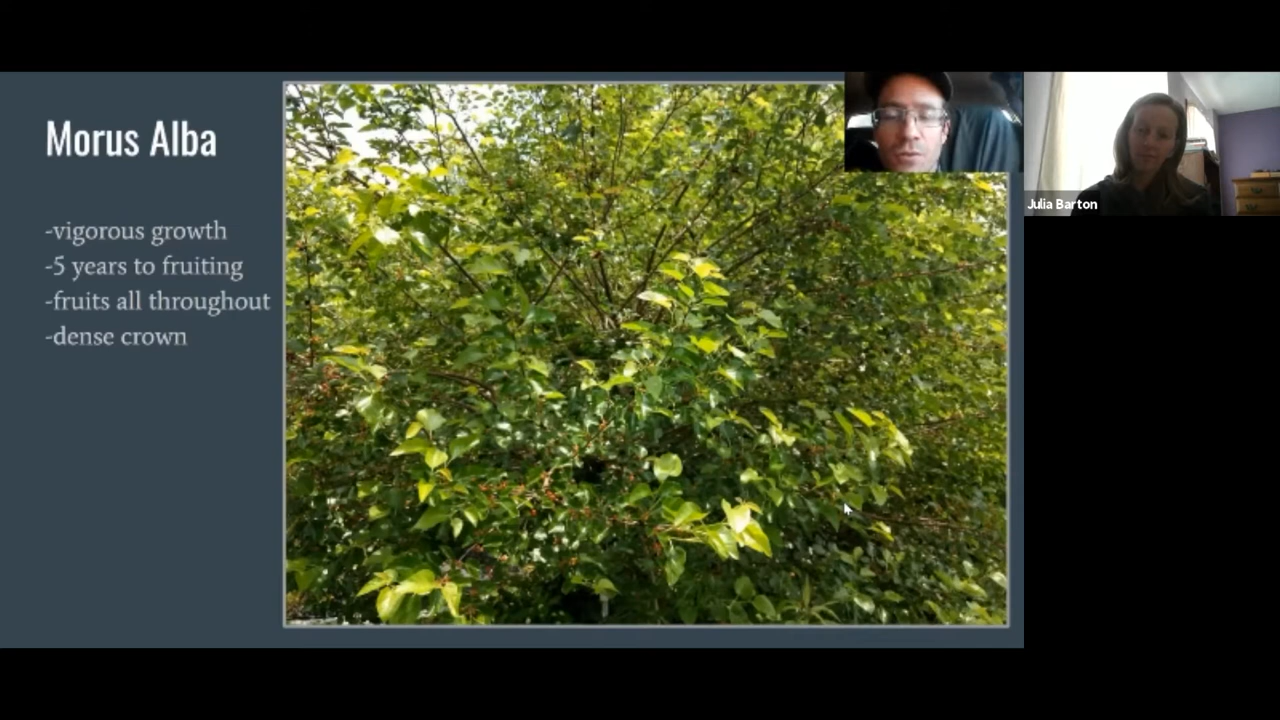 Morus Alba
-vigorous growth
-5 years to fruiting
-fruits all throughout
-dense crown
Julia Barton